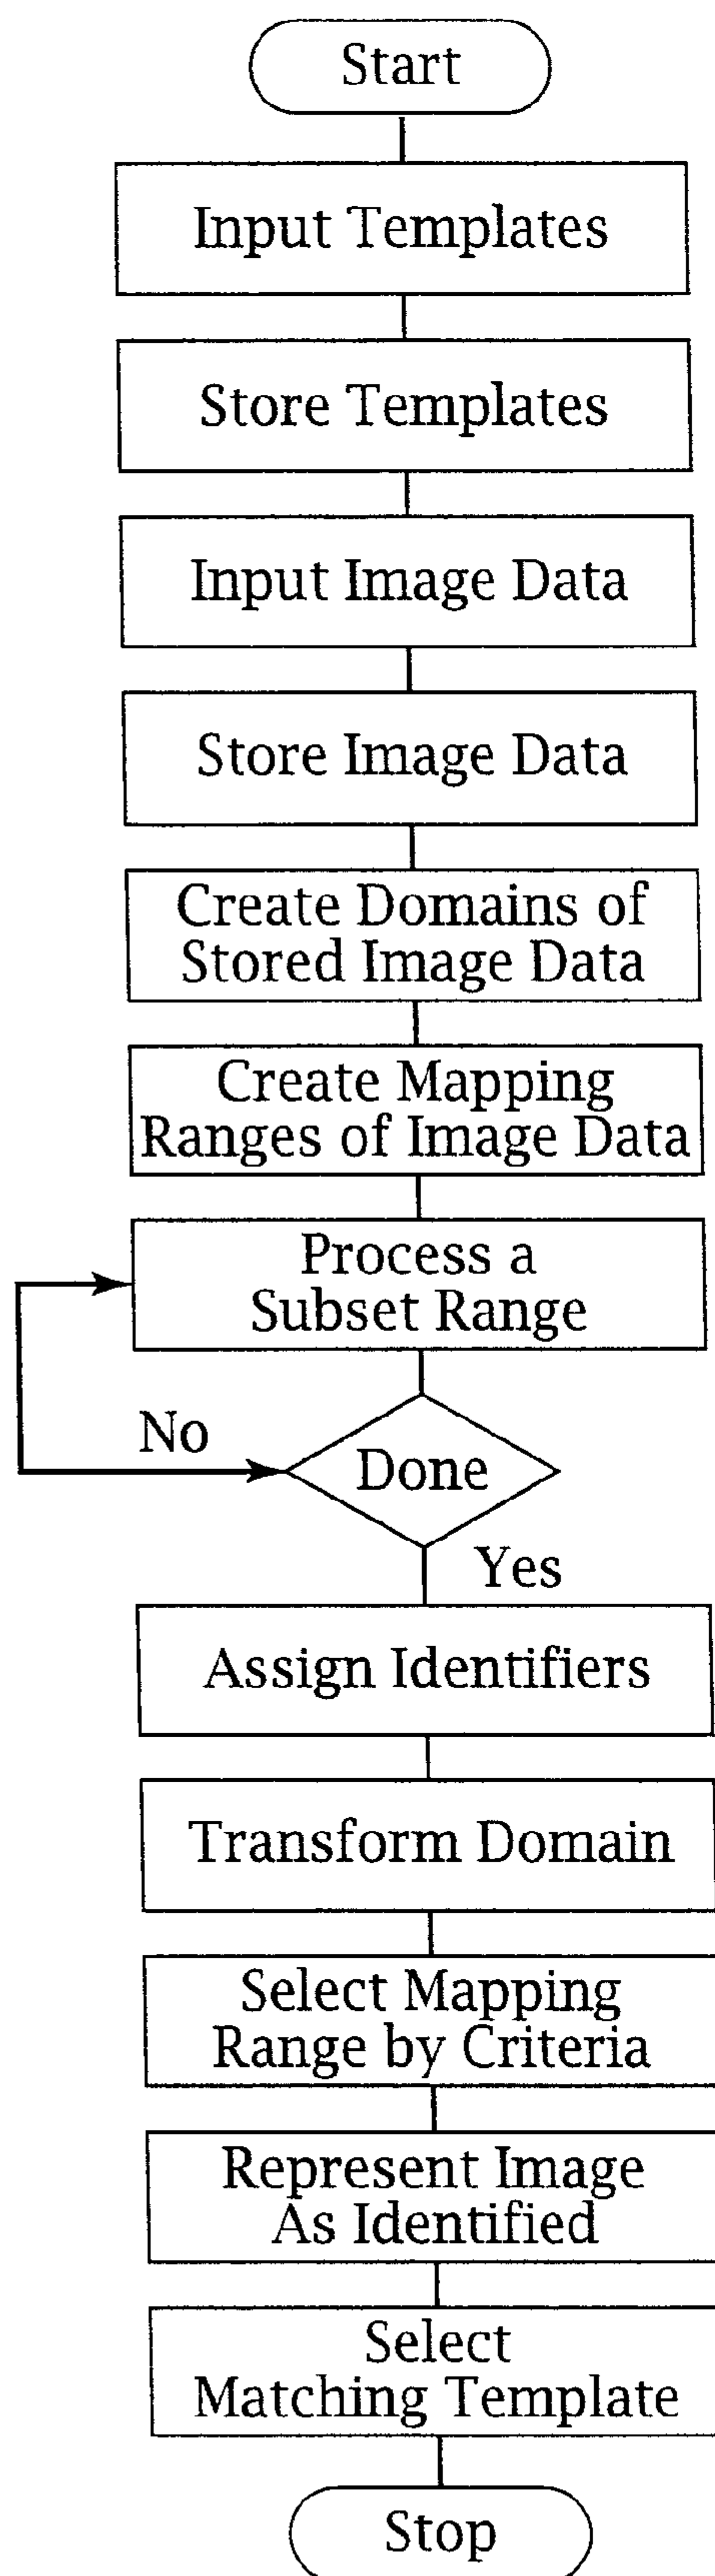 Start
Input Templates
Store Templates
Input Image Data
Store Image Data
Create Domains of
Stored Image Data
Create Mapping
Ranges of Image Data
Process a
Subset Range
No
Done
Yes
Assign Identifiers
Transform Domain
Select Mapping
Range by Criteria
Represent Image
As Identified
Select
Matching Template
Stop